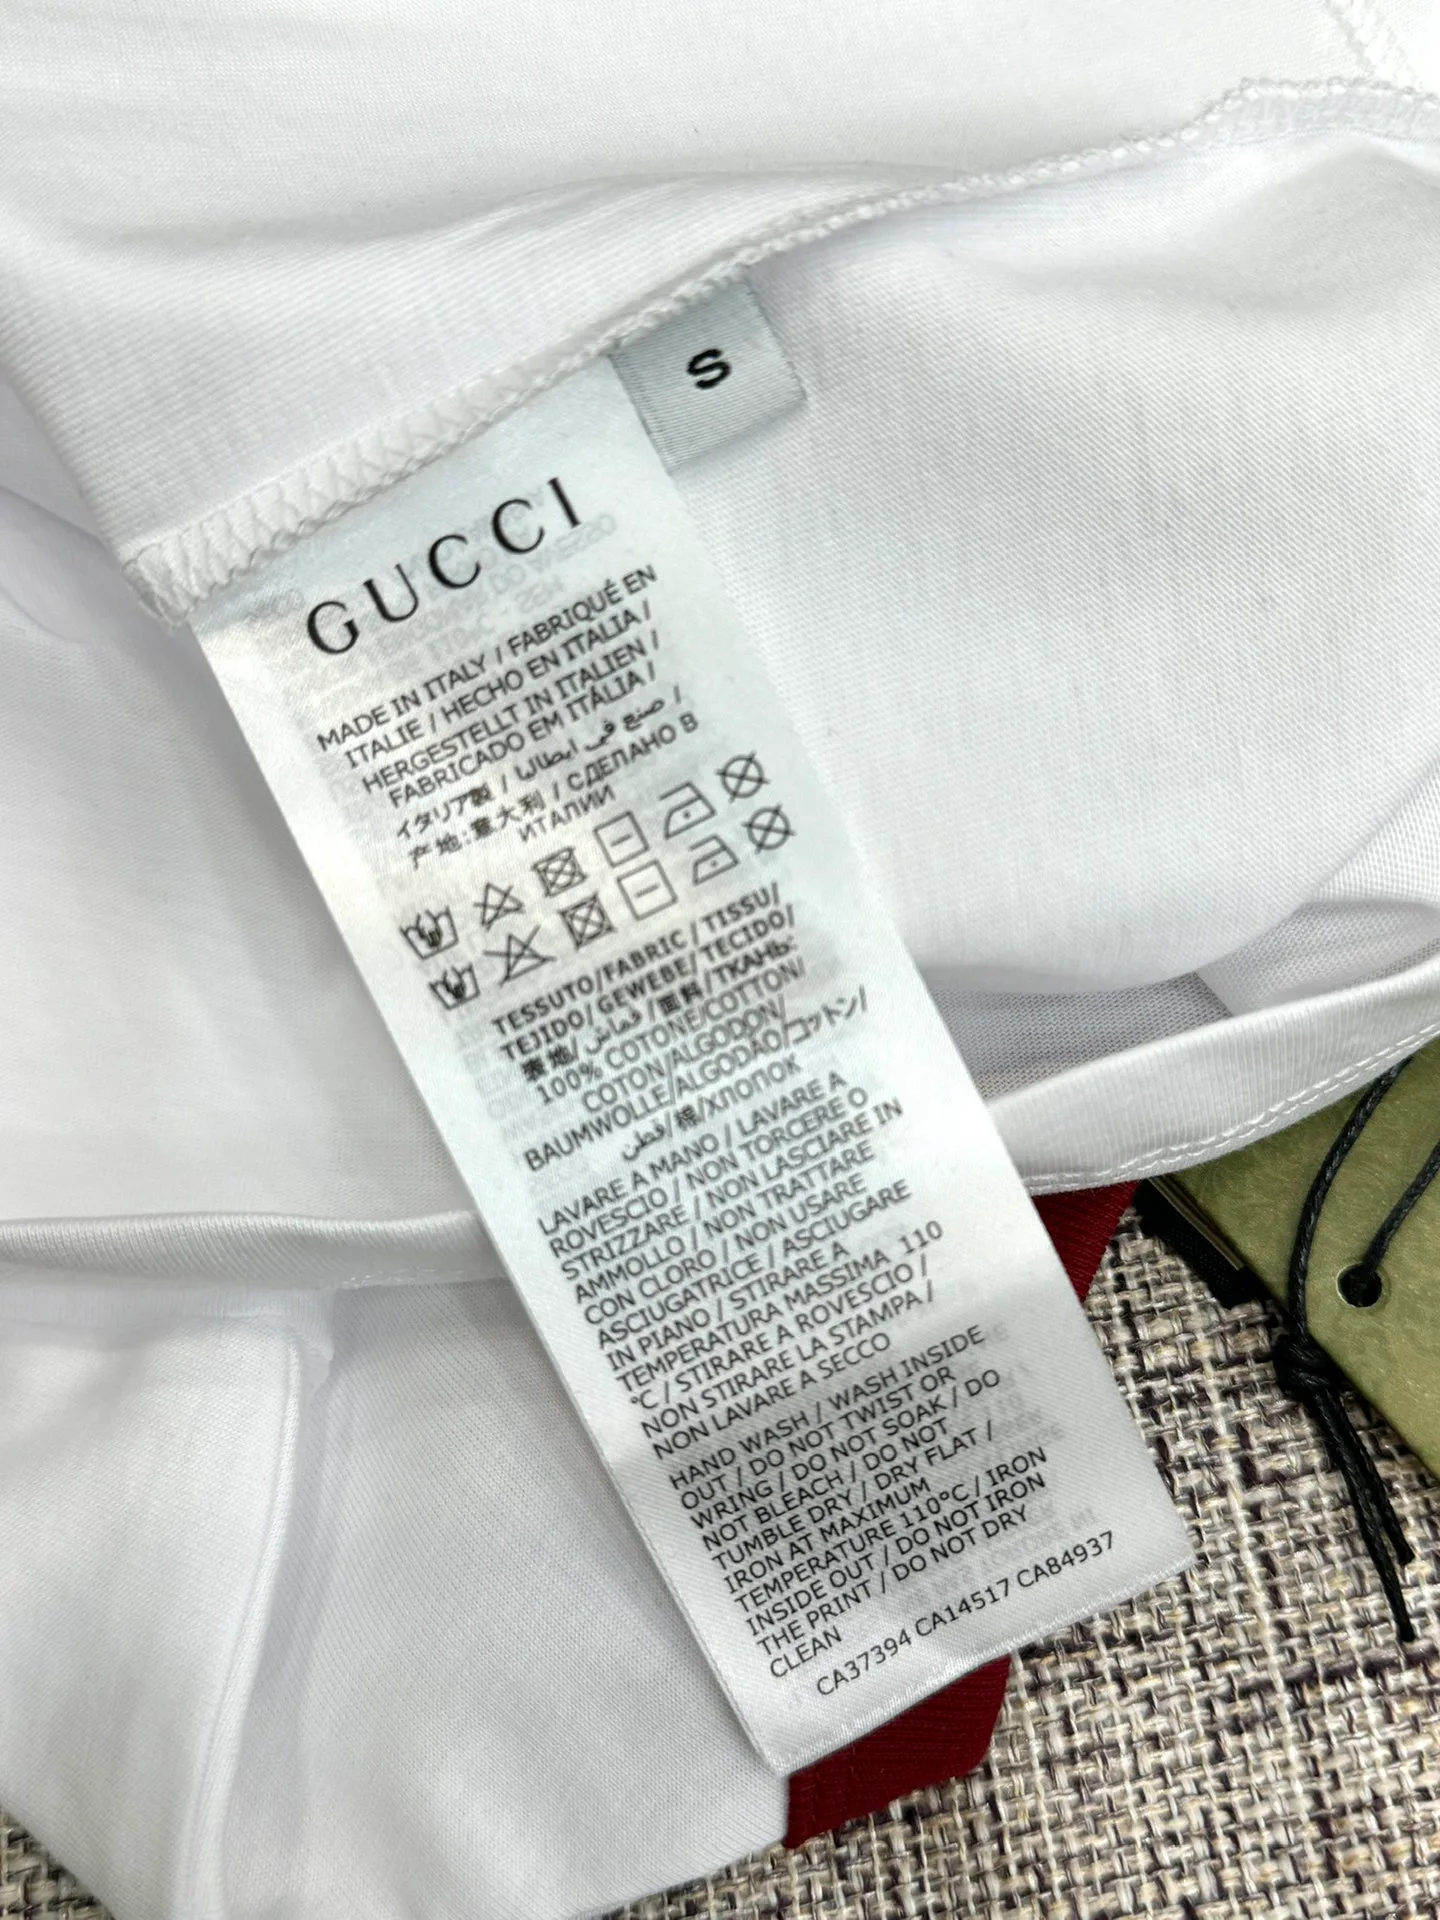 S
GUCCI
MADE IN ITALY / FABRIQUÉ EN
ITALIE / HECHO EN ITALIA /
HERGESTELLT IN ITALIEN /
FABRICADO EM ITÁLIA /
صنع في ايطاليا /
イタリア製 / СДЕЛАНО В
产地:意大利 / ИТАЛИИ
TESSUTO/FABRIC/TISSU/
TEJIDO/GEWEBE/TECIDO/
表地/قماش/面料/ТКАНЬ:
100% COTONE/COTTON/
COTON/ALGODON/
BAUMWOLLE/ALGODAO/コットン/
قطن/棉/ХЛОПОК
LAVARE A MANO / LAVARE A
ROVESCIO / NON TORCERE O
STRIZZARE / NON LASCIARE IN
AMMOLLO / NON TRATTARE
CON CLORO / NON USARE
ASCIUGATRICE / ASCIUGARE
IN PIANO / STIRARE A
TEMPERATURA MASSIMA 110
°C / STIRARE A ROVESCIO /
NON STIRARE LA STAMPA /
NON LAVARE A SECCO
HAND WASH / WASH INSIDE
OUT / DO NOT TWIST OR
WRING / DO NOT SOAK / DO
NOT BLEACH / DO NOT
TUMBLE DRY / DRY FLAT /
IRON AT MAXIMUM
TEMPERATURE 110°C / IRON
INSIDE OUT / DO NOT IRON
THE PRINT / DO NOT DRY
CLEAN
CA37394 CA14517 CA84937